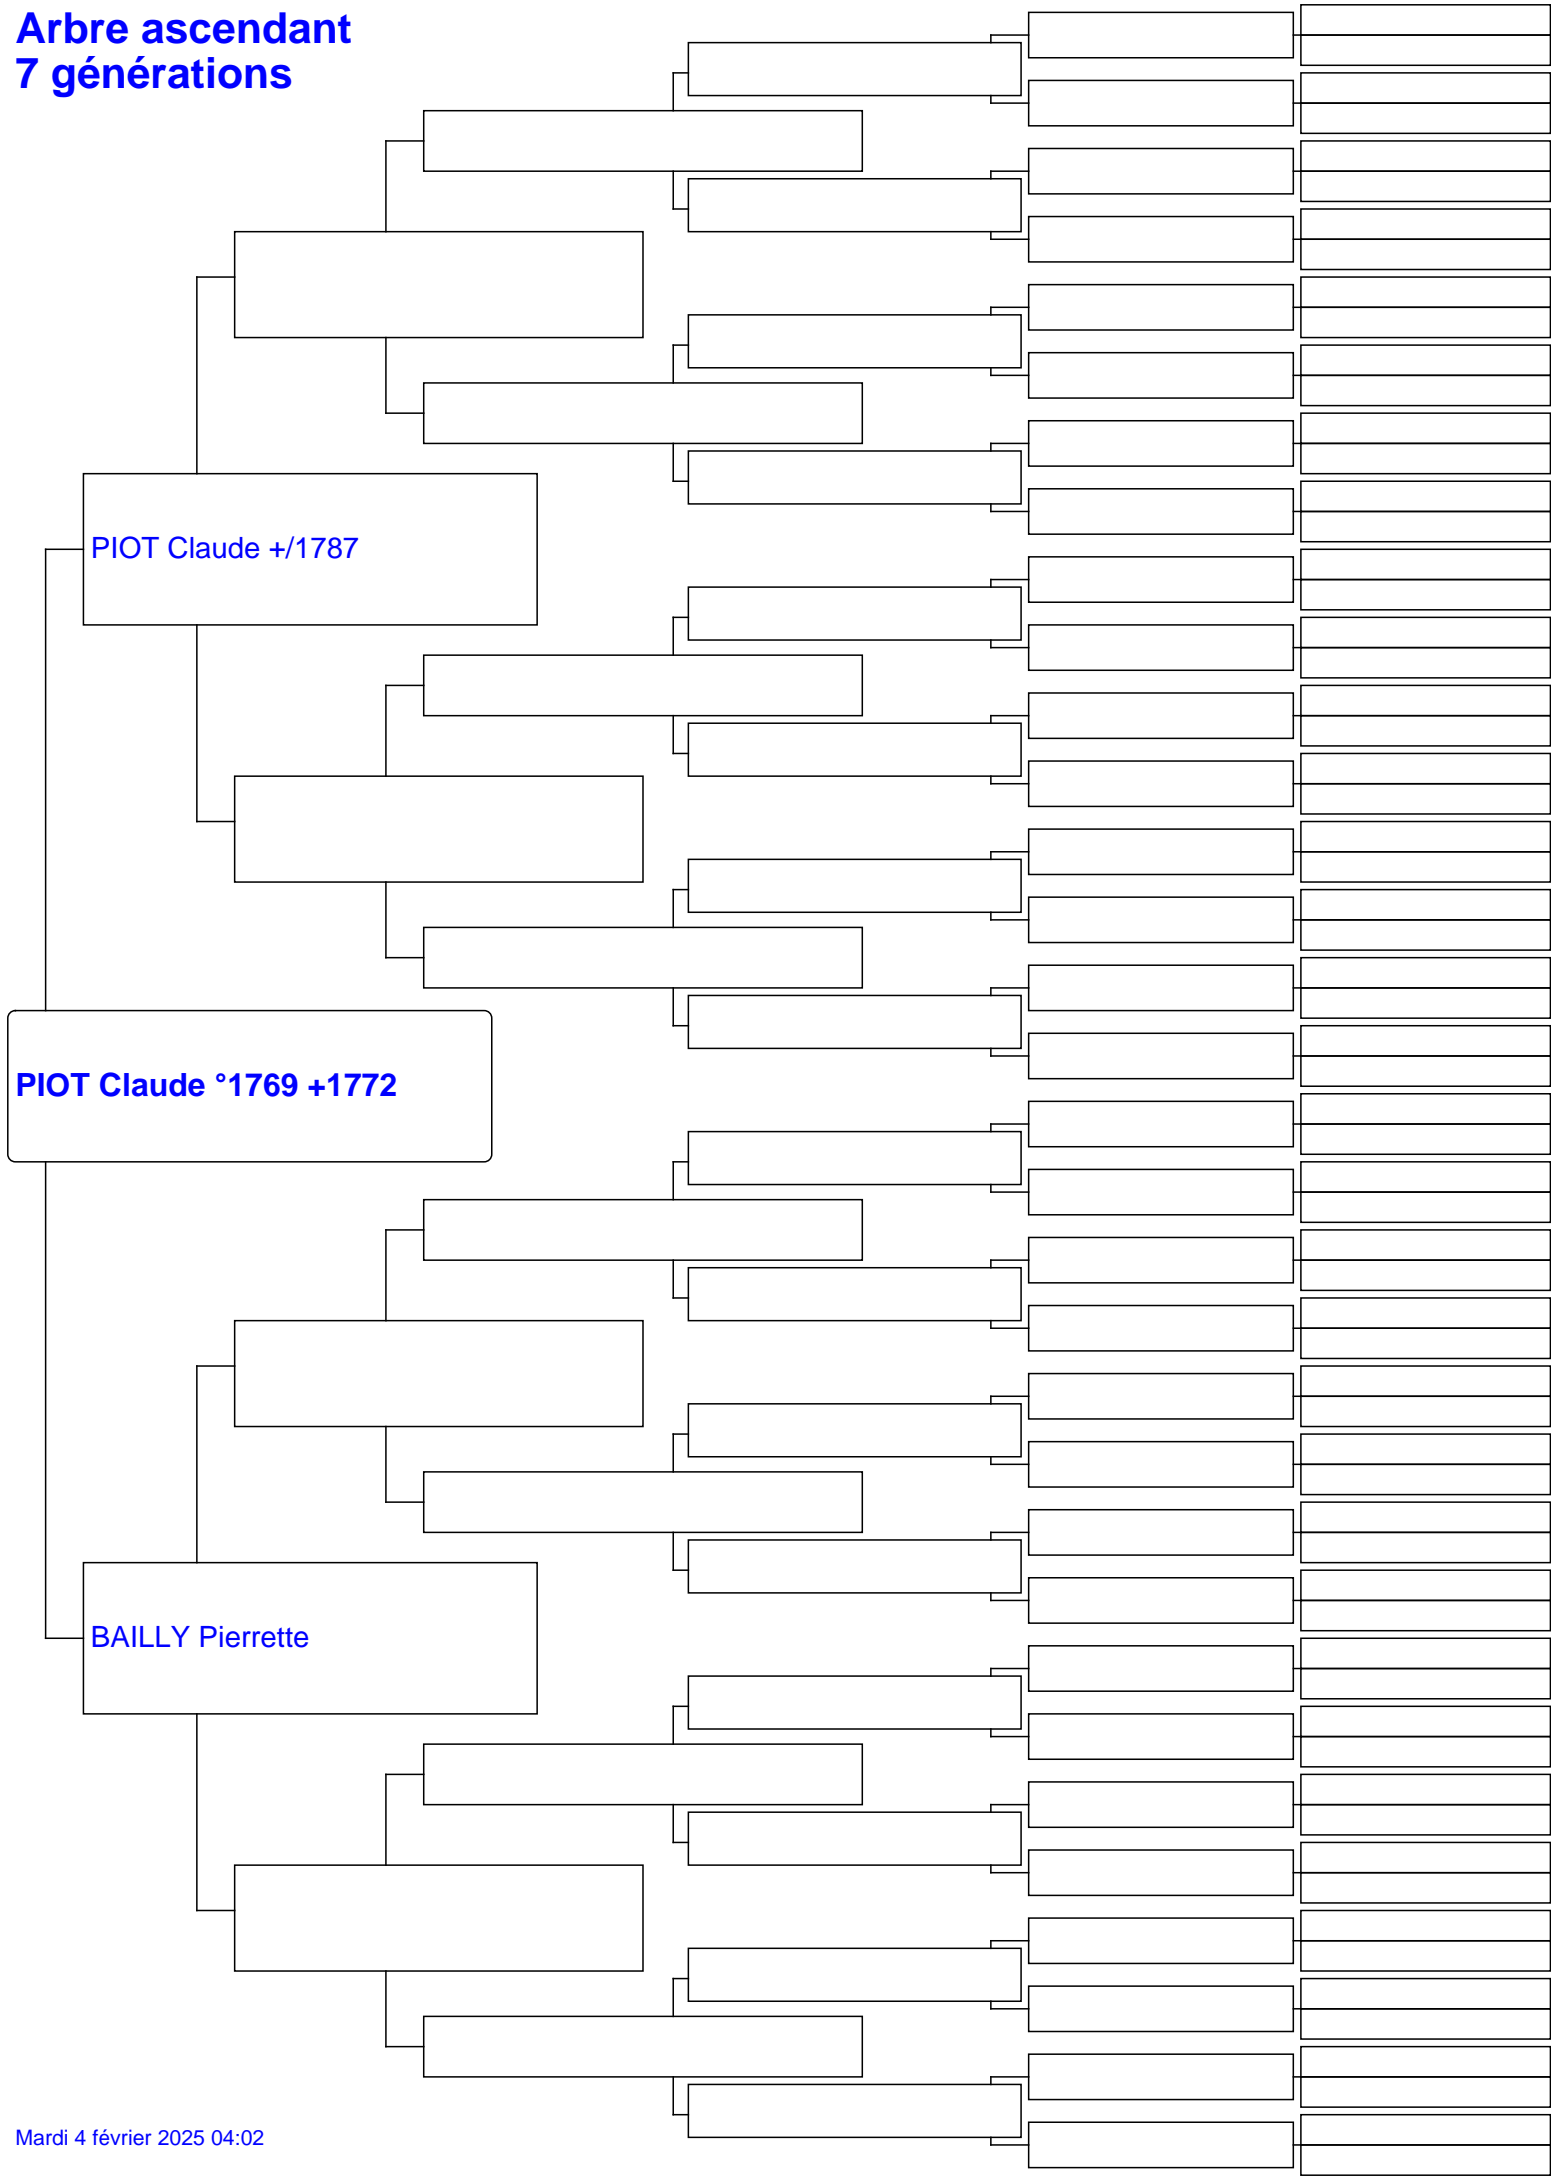 Arbre ascendant
7 générations
PIOT Claude +/1787
PIOT Claude °1769 +1772
BAILLY Pierrette
Mardi 4 février 2025 04:02